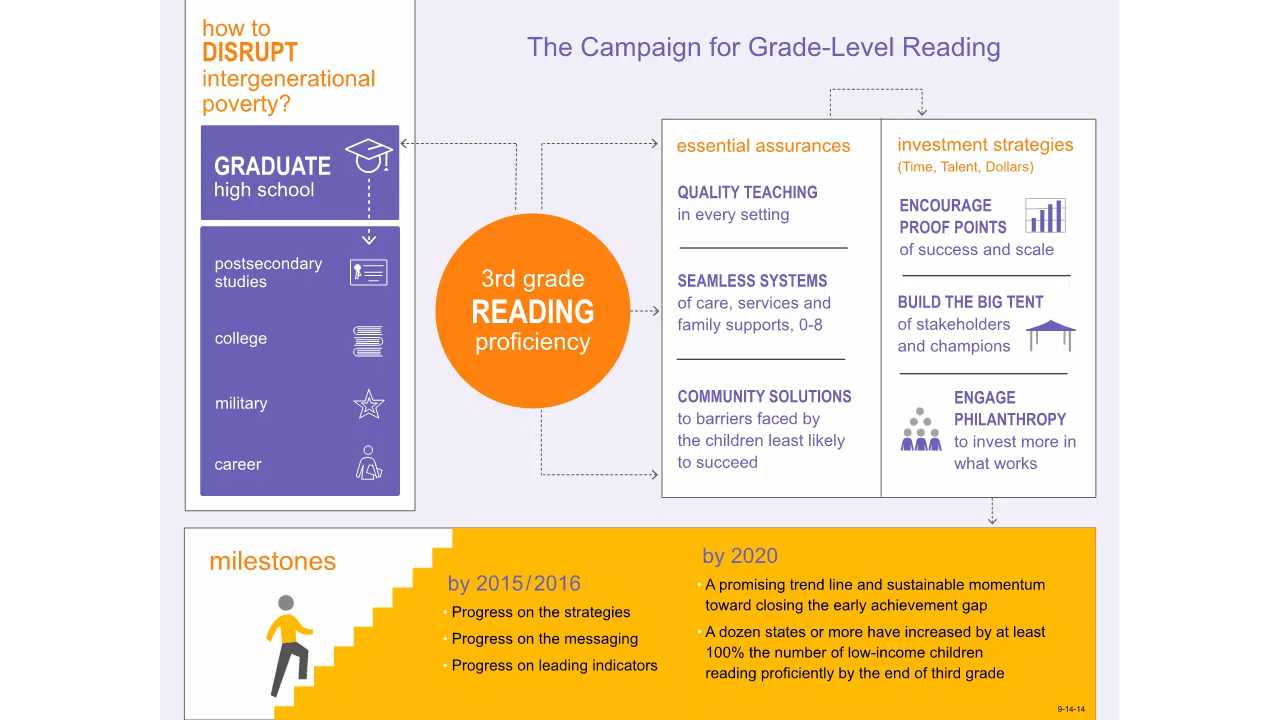 how to
DISRUPT
intergenerational
poverty?
GRADUATE
high school
postsecondary
studies
college
military
career
The Campaign for Grade-Level Reading
3rd grade
READING
proficiency
essential assurances
QUALITY TEACHING
in every setting
SEAMLESS SYSTEMS
of care, services and
family supports, 0-8
COMMUNITY SOLUTIONS
to barriers faced by
the children least likely
to succeed
investment strategies
(Time, Talent, Dollars)
ENCOURAGE
PROOF POINTS
of success and scale
BUILD THE BIG TENT
of stakeholders
and champions
ENGAGE
PHILANTHROPY
to invest more in
what works
milestones
by 2015/2016
• Progress on the strategies
• Progress on the messaging
• Progress on leading indicators
by 2020
• A promising trend line and sustainable momentum
toward closing the early achievement gap
• A dozen states or more have increased by at least
100% the number of low-income children
reading proficiently by the end of third grade
9-14-14